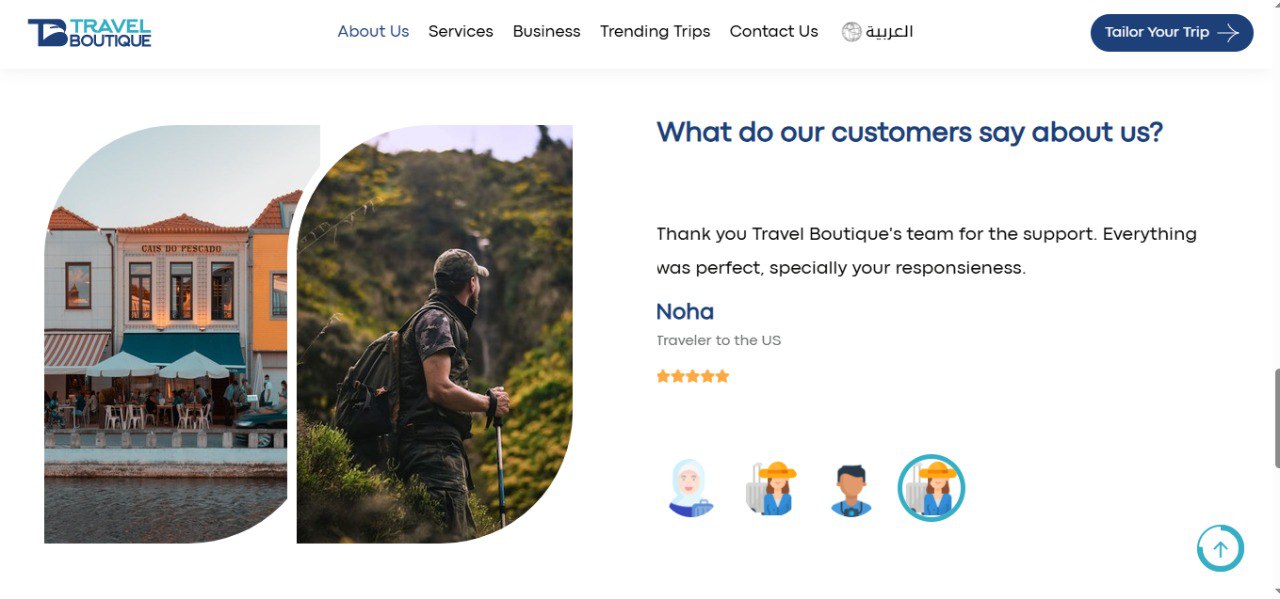 TRAVEL
BOUTIQUE
About Us
Services
Business
Trending Trips
Contact Us
العربية
Tailor Your Trip
CAIS DO PESCADO
What do our customers say about us?
Thank you Travel Boutique's team for the support. Everything
was perfect, specially your responsieness.
Noha
Traveler to the US